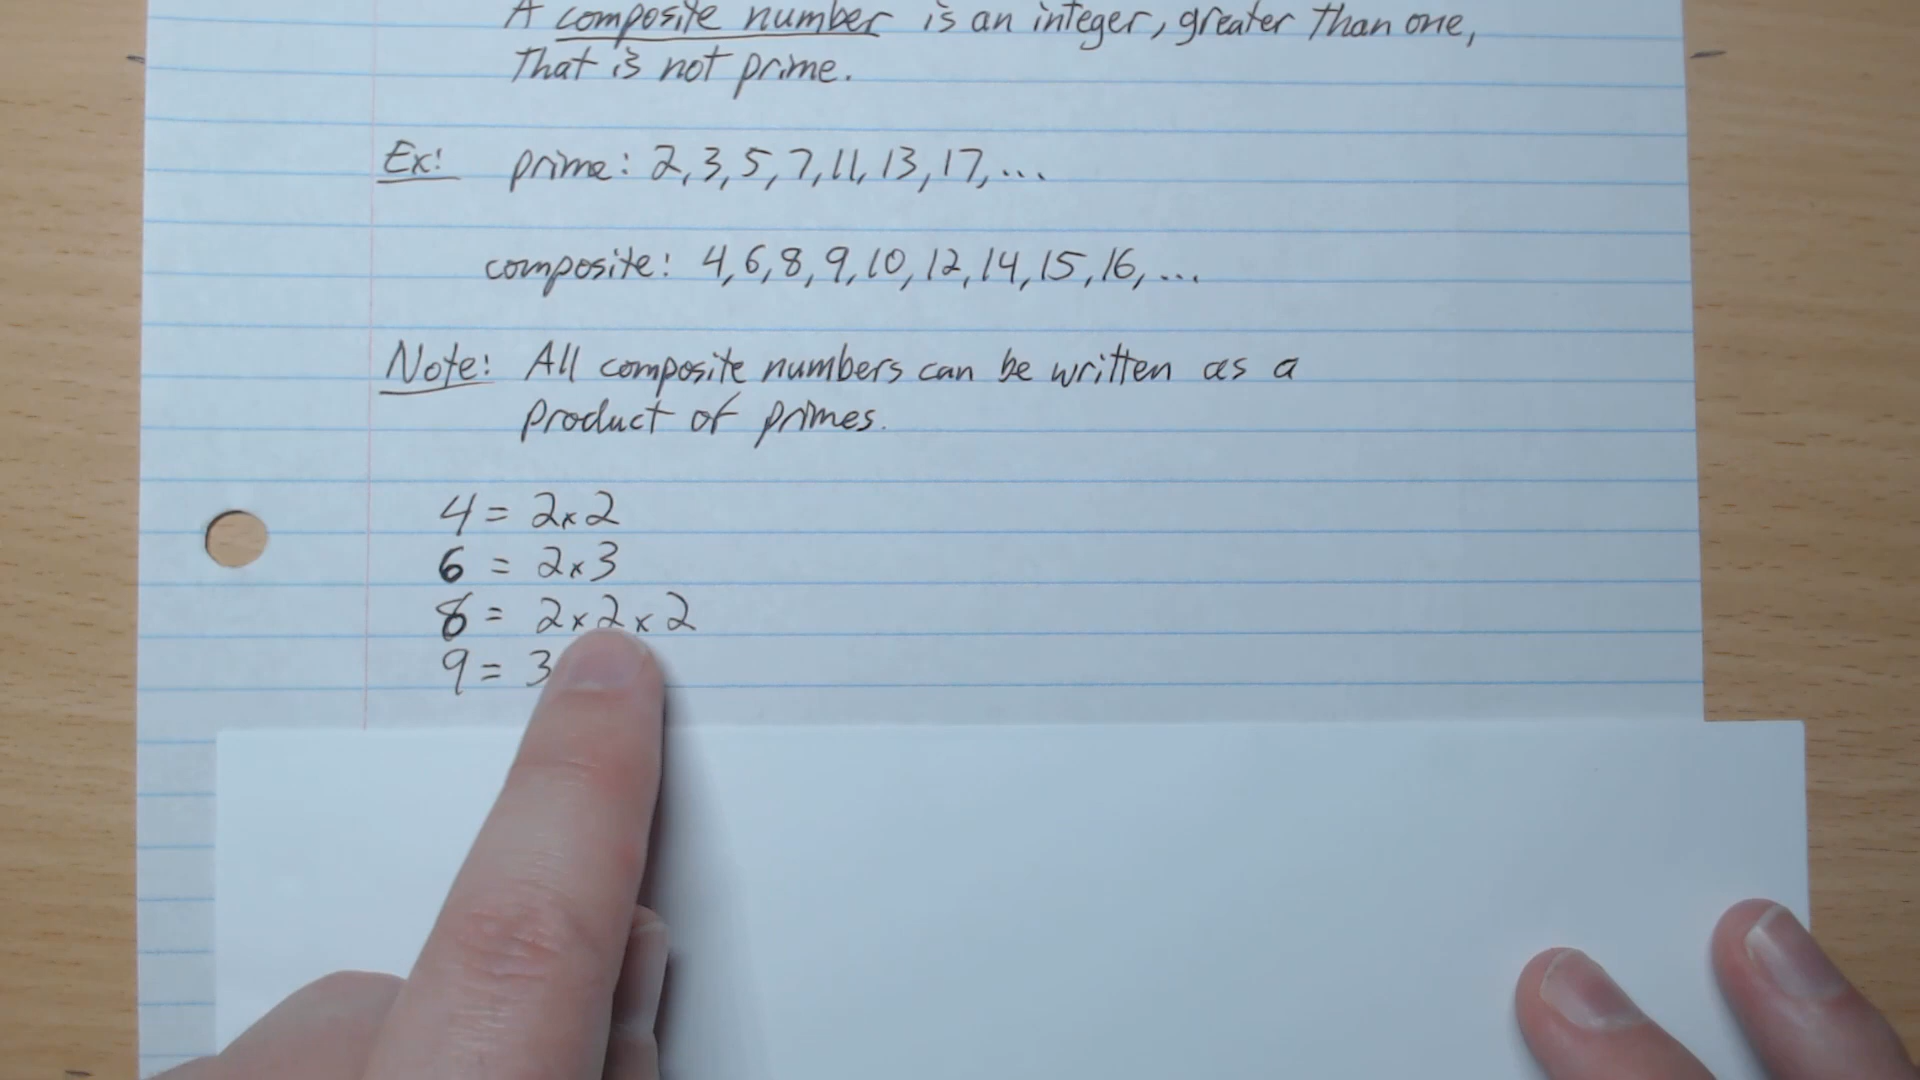 A composite number is an integer, greater than one,
that is not prime.
Ex: prime: 2, 3, 5, 7, 11, 13, 17, ...
composite: 4, 6, 8, 9, 10, 12, 14, 15, 16, ...
Note: All composite numbers can be written as a
product of primes.
4 = 2 x 2
6 = 2 x 3
8 = 2 x 2 x 2
9 = 3